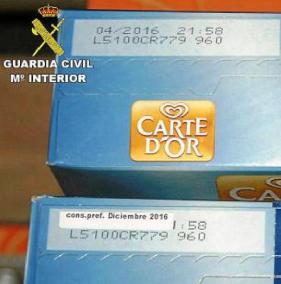 GUARDIA CIVIL
Mº INTERIOR
04/2016 21:58
L5100CR779 960
CARTE
D'OR
CA
cons.pref. Diciembre 2016
1:58
L5100CR779 960